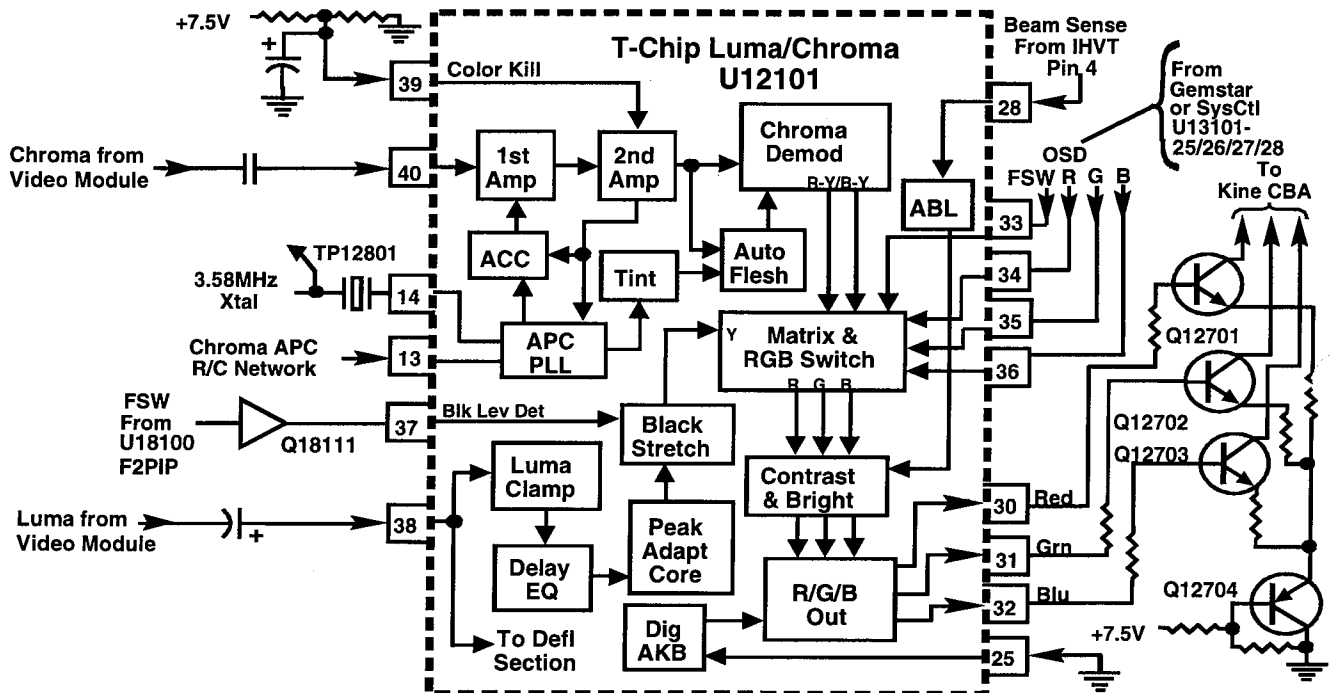 +7.5V
+
39
Color Kill
T-Chip Luma/Chroma
U12101
Beam Sense
From IHVT
Pin 4
28
From
Gemstar
or SysCtl
U13101-
25/26/27/28
Chroma from
Video Module
40
1st
Amp
2nd
Amp
Chroma
Demod
R-Y/B-Y
ABL
OSD
FSW R G B
To
Kine CBA
33
TP12801
3.58MHz
Xtal
14
ACC
Tint
Auto
Flesh
34
Chroma APC
R/C Network
13
APC
PLL
Y
Matrix &
RGB Switch
R G B
35
36
Q12701
FSW
From
U18100
F2PIP
Q18111
37
Blk Lev Det
Black
Stretch
Q12702
Q12703
Luma from
Video Module
+
38
Luma
Clamp
Delay
EQ
Peak
Adapt
Core
Contrast
& Bright
30
Red
31
Grn
32
Blu
R/G/B
Out
Q12704
To Defl
Section
Dig
AKB
25
+7.5V